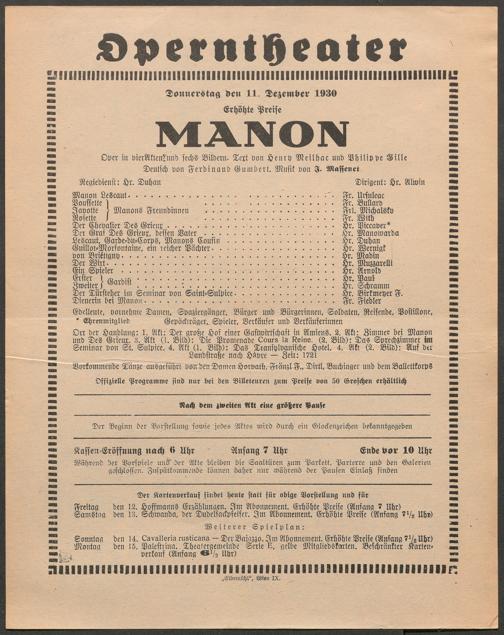 Operntheater
Donnerstag den 11. Dezember 1930
Erhöhte Preise
MANON
Oper in vier Akten und sechs Bildern. Text von Henry Meilhac und Philippe Gille
Deutsch von Ferdinand Gumbert. Musik von J. Massenet
Regiedienst: Hr. Duhan Dirigent: Hr. Alwin
Manon Lescaut Fr. Ursuleac
Poussette Fr. Bullard
Javotte } Manons Freundinnen Frl. Michalsky
Rosette Fr. With
Der Chevalier Des Grieux Hr. Piccaver*
Der Graf Des Grieux, dessen Vater Hr. Manowarda
Lescaut, Garde-du-Corps, Manons Cousin Hr. Duhan
Guillot-Morfontaine, ein reicher Pächter Hr. Wernigk
von Brétigny Hr. Madin
Der Wirt Hr. Muzzarelli
Ein Spieler Hr. Arnold
Erster } Hr. Paul
Zweiter } Gardist Hr. Schramm
Der Türsteher im Seminar von Saint-Sulpice Hr. Birkmeyer F.
Dienerin bei Manon Fr. Fiedler
Edelleute, vornehme Damen, Spaziergänger, Bürger und Bürgerinnen, Soldaten, Reisende, Postillone,
* Ehrenmitglied Gepäckträger, Spieler, Verkäufer und Verkäuferinnen
Ort der Handlung: 1. Akt: Der große Hof einer Gastwirtschaft in Amiens. 2. Akt: Zimmer bei Manon
und Des Grieux. 3. Akt (1. Bild): Die Promenade Cours la Reine. (2. Bild): Das Sprechzimmer im
Seminar von St. Sulpice. 4. Akt (1. Bild): Das Transsylvanische Hotel. 4. Akt (2. Bild): Auf der
Landstraße nach Havre — Zeit: 1721
Vorkommende Tänze ausgeführt von den Damen Horvath, Fränzl F., Dirtl, Buchinger und dem Ballettkorps
Offizielle Programme sind nur bei den Billeteuren zum Preise von 50 Groschen erhältlich
Nach dem zweiten Akt eine größere Pause
Der Beginn der Vorstellung sowie jedes Aktes wird durch ein Glockenzeichen bekanntgegeben
Kassen-Eröffnung nach 6 Uhr Anfang 7 Uhr Ende vor 10 Uhr
Während der Vorspiele und der Akte bleiben die Saaltüren zum Parkett, Parterre und den Galerien
geschlossen. Zuspätkommende können daher nur während der Pausen Einlaß finden
Der Kartenverkauf findet heute statt für obige Vorstellung und für
Freitag den 12. Hoffmanns Erzählungen. Im Abonnement. Erhöhte Preise (Anfang 7 Uhr)
Samstag den 13. Schwanda, der Dudelsackpfeifer. Im Abonnement. Erhöhte Preise (Anfang 7½ Uhr)
Weiterer Spielplan:
Sonntag den 14. Cavalleria rusticana — Der Bajazzo. Im Abonnement. Erhöhte Preise (Anfang 7½ Uhr)
Montag den 15. Palestrina. Theatergemeinde Serie E, gelbe Mitgliedskarten. Beschränkter Karten-
verkauf (Anfang 6½ Uhr)
„Elbemühl“, Wien IX.